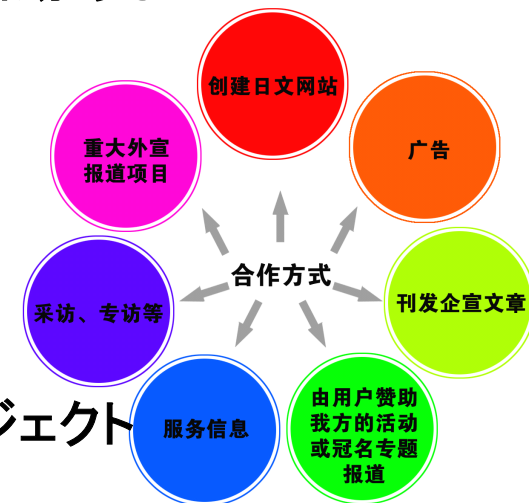 创建日文网站
广告
重大外宣
报道项目
合作方式
刊发企宣文章
采访、专访等
由用户赞助
我方的活动
或冠名专题
报道
服务信息
ジェクト